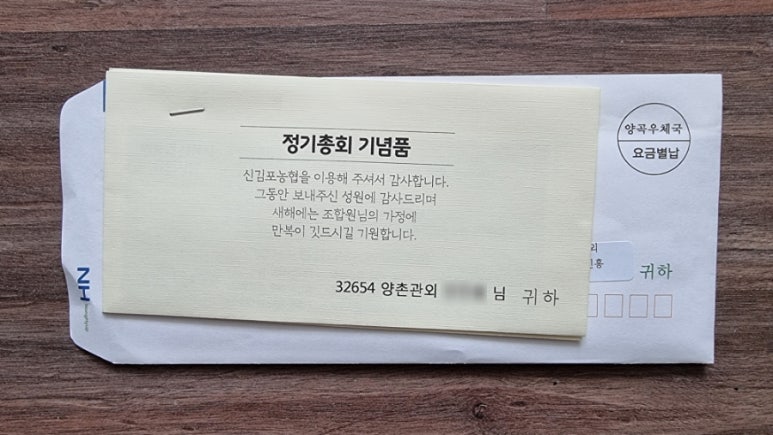 정기총회 기념품
신김포농협을 이용해 주셔서 감사합니다.
그동안 보내주신 성원에 감사드리며
새해에는 조합원님의 가정에
만복이 깃드시길 기원합니다.
32654 양촌관외 님 귀하
양곡우체국
요금별납
리
흥
귀하
NH